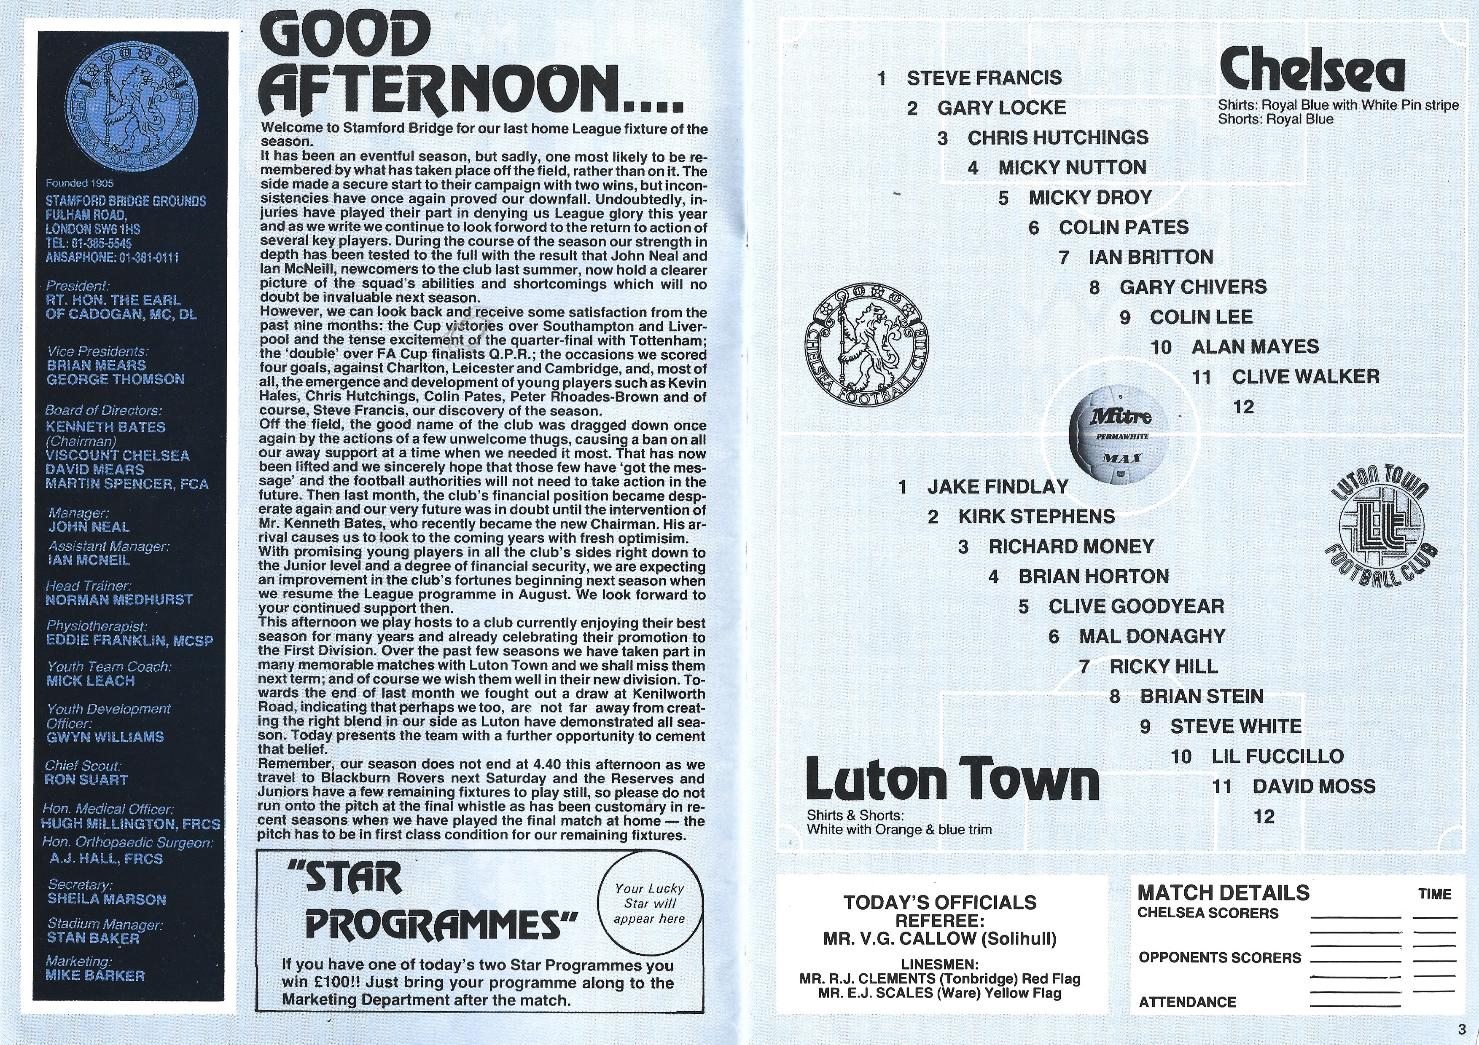 CHELSEA FOOTBALL CLUB
Founded 1905
STAMFORD BRIDGE GROUNDS
FULHAM ROAD,
LONDON SW6 1HS
TEL: 01-385-5545
ANSAPHONE: 01-381-0111
President:
RT. HON. THE EARL
OF CADOGAN, MC, DL
Vice Presidents:
BRIAN MEARS
GEORGE THOMSON
Board of Directors:
KENNETH BATES
(Chairman)
VISCOUNT CHELSEA
DAVID MEARS
MARTIN SPENCER, FCA
Manager:
JOHN NEAL
Assistant Manager:
IAN MCNEIL
Head Trainer:
NORMAN MEDHURST
Physiotherapist:
EDDIE FRANKLIN, MCSP
Youth Team Coach:
MICK LEACH
Youth Development
Officer:
GWYN WILLIAMS
Chief Scout:
RON SUART
Hon. Medical Officer:
HUGH MILLINGTON, FRCS
Hon. Orthopaedic Surgeon:
A.J. HALL, FRCS
Secretary:
SHEILA MARSON
Stadium Manager:
STAN BAKER
Marketing:
MIKE BARKER
GOOD
AFTERNOON....
Welcome to Stamford Bridge for our last home League fixture of the
season.
It has been an eventful season, but sadly, one most likely to be re-
membered by what has taken place off the field, rather than on it. The
side made a secure start to their campaign with two wins, but incon-
sistencies have once again proved our downfall. Undoubtedly, in-
juries have played their part in denying us League glory this year
and as we write we continue to look forward to the return to action of
several key players. During the course of the season our strength in
depth has been tested to the full with the result that John Neal and
Ian McNeill, newcomers to the club last summer, now hold a clearer
picture of the squad's abilities and shortcomings which will no
doubt be invaluable next season.
However, we can look back and receive some satisfaction from the
past nine months: the Cup victories over Southampton and Liver-
pool and the tense excitement of the quarter-final with Tottenham;
the 'double' over FA Cup finalists Q.P.R.; the occasions we scored
four goals, against Charlton, Leicester and Cambridge, and, most of
all, the emergence and development of young players such as Kevin
Hales, Chris Hutchings, Colin Pates, Peter Rhoades-Brown and of
course, Steve Francis, our discovery of the season.
Off the field, the good name of the club was dragged down once
again by the actions of a few unwelcome thugs, causing a ban on all
our away support at a time when we needed it most. That has now
been lifted and we sincerely hope that those few have 'got the mes-
sage' and the football authorities will not need to take action in the
future. Then last month, the club's financial position became desp-
erate again and our very future was in doubt until the intervention of
Mr. Kenneth Bates, who recently became the new Chairman. His ar-
rival causes us to look to the coming years with fresh optimisim.
With promising young players in all the club's sides right down to
the Junior level and a degree of financial security, we are expecting
an improvement in the club's fortunes beginning next season when
we resume the League programme in August. We look forward to
your continued support then.
This afternoon we play hosts to a club currently enjoying their best
season for many years and already celebrating their promotion to
the First Division. Over the past few seasons we have taken part in
many memorable matches with Luton Town and we shall miss them
next term; and of course we wish them well in their new division. To-
wards the end of last month we fought out a draw at Kenilworth
Road, indicating that perhaps we too, are not far away from creat-
ing the right blend in our side as Luton have demonstrated all sea-
son. Today presents the team with a further opportunity to cement
that belief.
Remember, our season does not end at 4.40 this afternoon as we
travel to Blackburn Rovers next Saturday and the Reserves and
Juniors have a few remaining fixtures to play still, so please do not
run onto the pitch at the final whistle as has been customary in re-
cent seasons when we have played the final match at home — the
pitch has to be in first class condition for our remaining fixtures.
"STAR
PROGRAMMES"
Your Lucky
Star will
appear here
If you have one of today's two Star Programmes you
win £100!! Just bring your programme along to the
Marketing Department after the match.
Chelsea
Shirts: Royal Blue with White Pin stripe
Shorts: Royal Blue
1 STEVE FRANCIS
2 GARY LOCKE
3 CHRIS HUTCHINGS
4 MICKY NUTTON
5 MICKY DROY
6 COLIN PATES
7 IAN BRITTON
8 GARY CHIVERS
9 COLIN LEE
10 ALAN MAYES
11 CLIVE WALKER
12
CHELSEA FOOTBALL CLUB
Mitre
PERMAWHITE
MAX
1 JAKE FINDLAY
2 KIRK STEPHENS
3 RICHARD MONEY
4 BRIAN HORTON
5 CLIVE GOODYEAR
6 MAL DONAGHY
7 RICKY HILL
8 BRIAN STEIN
9 STEVE WHITE
10 LIL FUCCILLO
11 DAVID MOSS
12
LUTON TOWN
FOOTBALL CLUB
Luton Town
Shirts & Shorts:
White with Orange & blue trim
TODAY'S OFFICIALS
REFEREE:
MR. V.G. CALLOW (Solihull)
LINESMEN:
MR. R.J. CLEMENTS (Tonbridge) Red Flag
MR. E.J. SCALES (Ware) Yellow Flag
MATCH DETAILS TIME
CHELSEA SCORERS
OPPONENTS SCORERS
ATTENDANCE
3